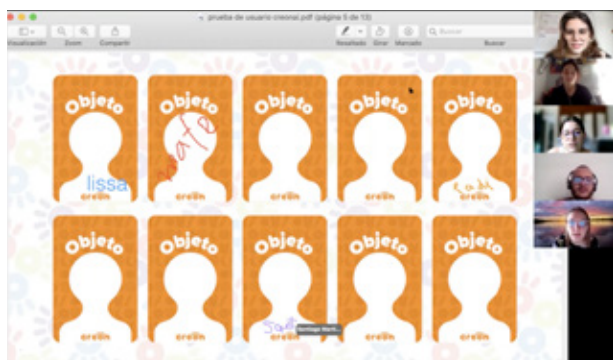 prueba de usuario creonai.pdf (página 5 de 13)
Visualización Zoom Compartir Resaltado Girar Marcado Buscar
Buscar
Objeto Objeto Objeto Objeto Objeto
lissa
creon creon creon creon creon
Objeto Objeto Objeto Objeto Objeto
Santiago Marti...
creon creon creon creon creon